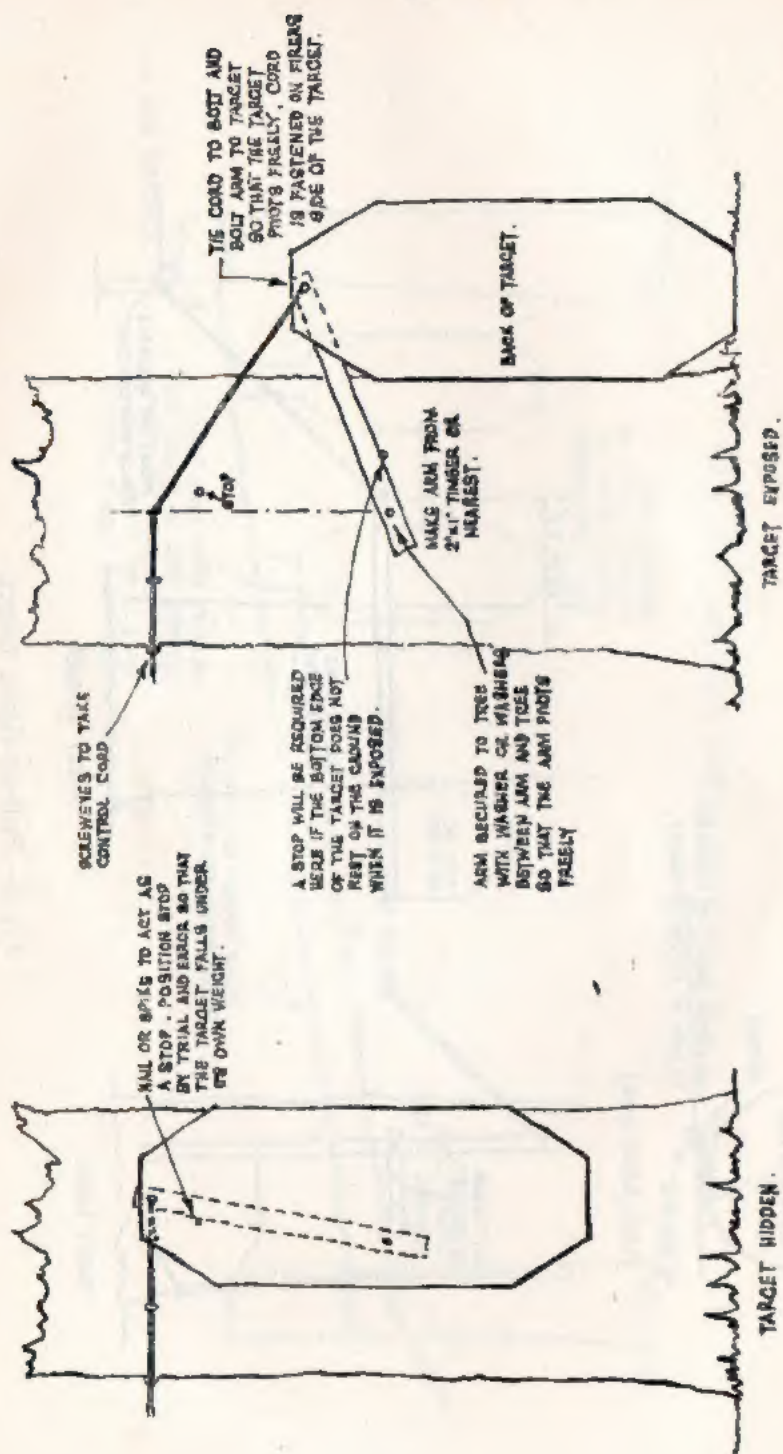 NAIL OR SPIKE TO ACT AS
A STOP. POSITION STOP
BY TRIAL AND ERROR SO THAT
THE TARGET FALLS UNDER
ITS OWN WEIGHT.
TARGET HIDDEN.
SCREWEYES TO TAKE
CONTROL CORD
A STOP WILL BE REQUIRED
HERE IF THE BOTTOM EDGE
OF THE TARGET DOES NOT
REST ON THE GROUND
WHEN IT IS EXPOSED.
ARM SECURED TO TREE
WITH WASHER OR WASHERS
BETWEEN ARM AND TREE
SO THAT THE ARM PIVOTS
FREELY
STOP
MAKE ARM FROM
2"x1" TIMBER OR
NEAREST.
TIE CORD TO BOLT AND
BOLT ARM TO TARGET
SO THAT THE TARGET
PIVOTS FREELY. CORD
IS FASTENED ON FIRERS
SIDE OF THE TARGET.
BACK OF TARGET.
TARGET EXPOSED.